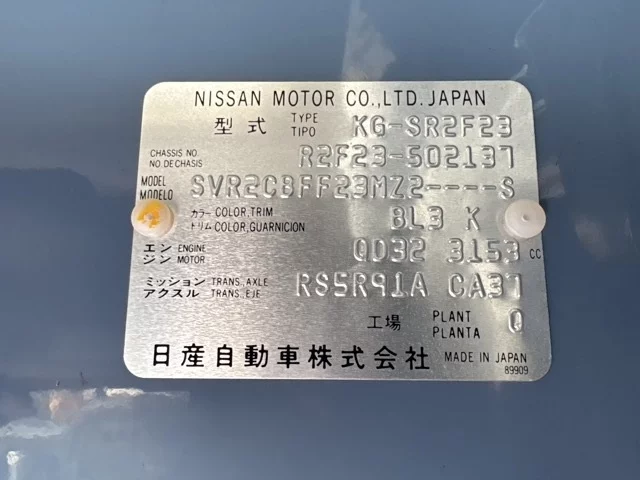 NISSAN MOTOR CO.,LTD. JAPAN
型式 TYPE TIPO KG-SR2F23
CHASSIS NO. NO.DE CHASIS R2F23-502137
MODEL MODELO SVR2CBFF23MZ2----S
カラー COLOR,TRIM トリム COLOR,GUARNICION BL3 K
エンジン ENGINE MOTOR QD32 3153 CC
ミッション TRANS. AXLE アクスル TRANS. EJE RS5R91A CA37
工場 PLANT PLANTA Q
日産自動車株式会社 MADE IN JAPAN
89909